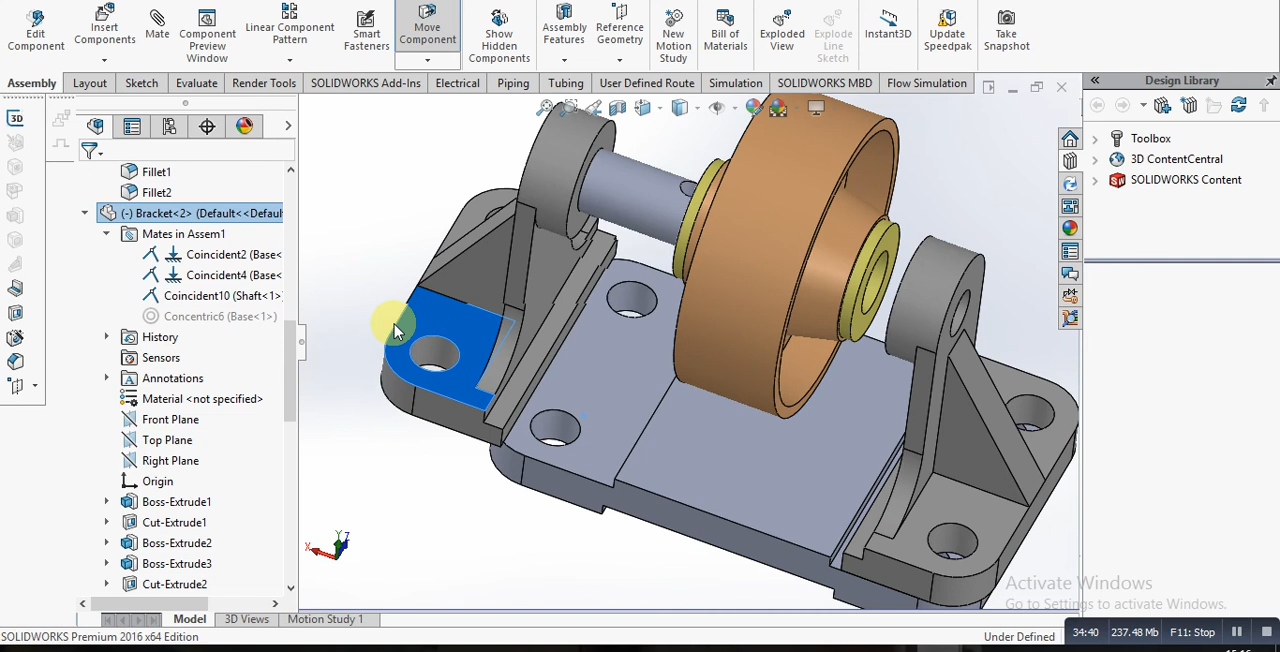 Edit Component
Insert Components
Mate
Component Preview Window
Linear Component Pattern
Smart Fasteners
Move Component
Show Hidden Components
Assembly Features
Reference Geometry
New Motion Study
Bill of Materials
Exploded View
Explode Line Sketch
Instant3D
Update Speedpak
Take Snapshot
Assembly
Layout
Sketch
Evaluate
Render Tools
SOLIDWORKS Add-Ins
Electrical
Piping
Tubing
User Defined Route
Simulation
SOLIDWORKS MBD
Flow Simulation
Design Library
Toolbox
3D ContentCentral
SOLIDWORKS Content
3D
Fillet1
Fillet2
(-) Bracket<2> (Default<<Defaul
Mates in Assem1
Coincident2 (Base<
Coincident4 (Base<
Coincident10 (Shaft<1>
Concentric6 (Base<1>)
History
Sensors
Annotations
Material <not specified>
Front Plane
Top Plane
Right Plane
Origin
Boss-Extrude1
Cut-Extrude1
Boss-Extrude2
Boss-Extrude3
Cut-Extrude2
X
Y
Z
Activate Windows
Go to Settings to activate Windows.
Model
3D Views
Motion Study 1
SOLIDWORKS Premium 2016 x64 Edition
Under Defined
34:40
237.48 Mb
F11: Stop